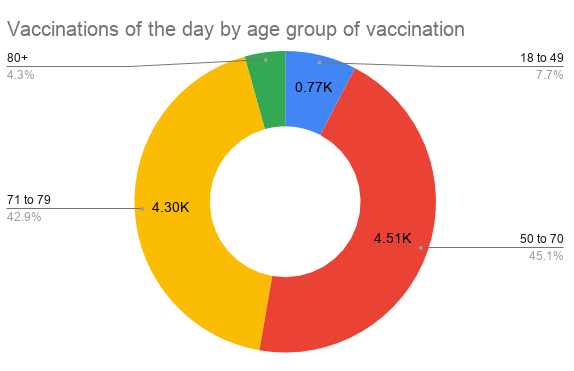 Vaccinations of the day by age group of vaccination
80+
4.3%
18 to 49
7.7%
0.77K
71 to 79
42.9%
4.30K
4.51K
50 to 70
45.1%